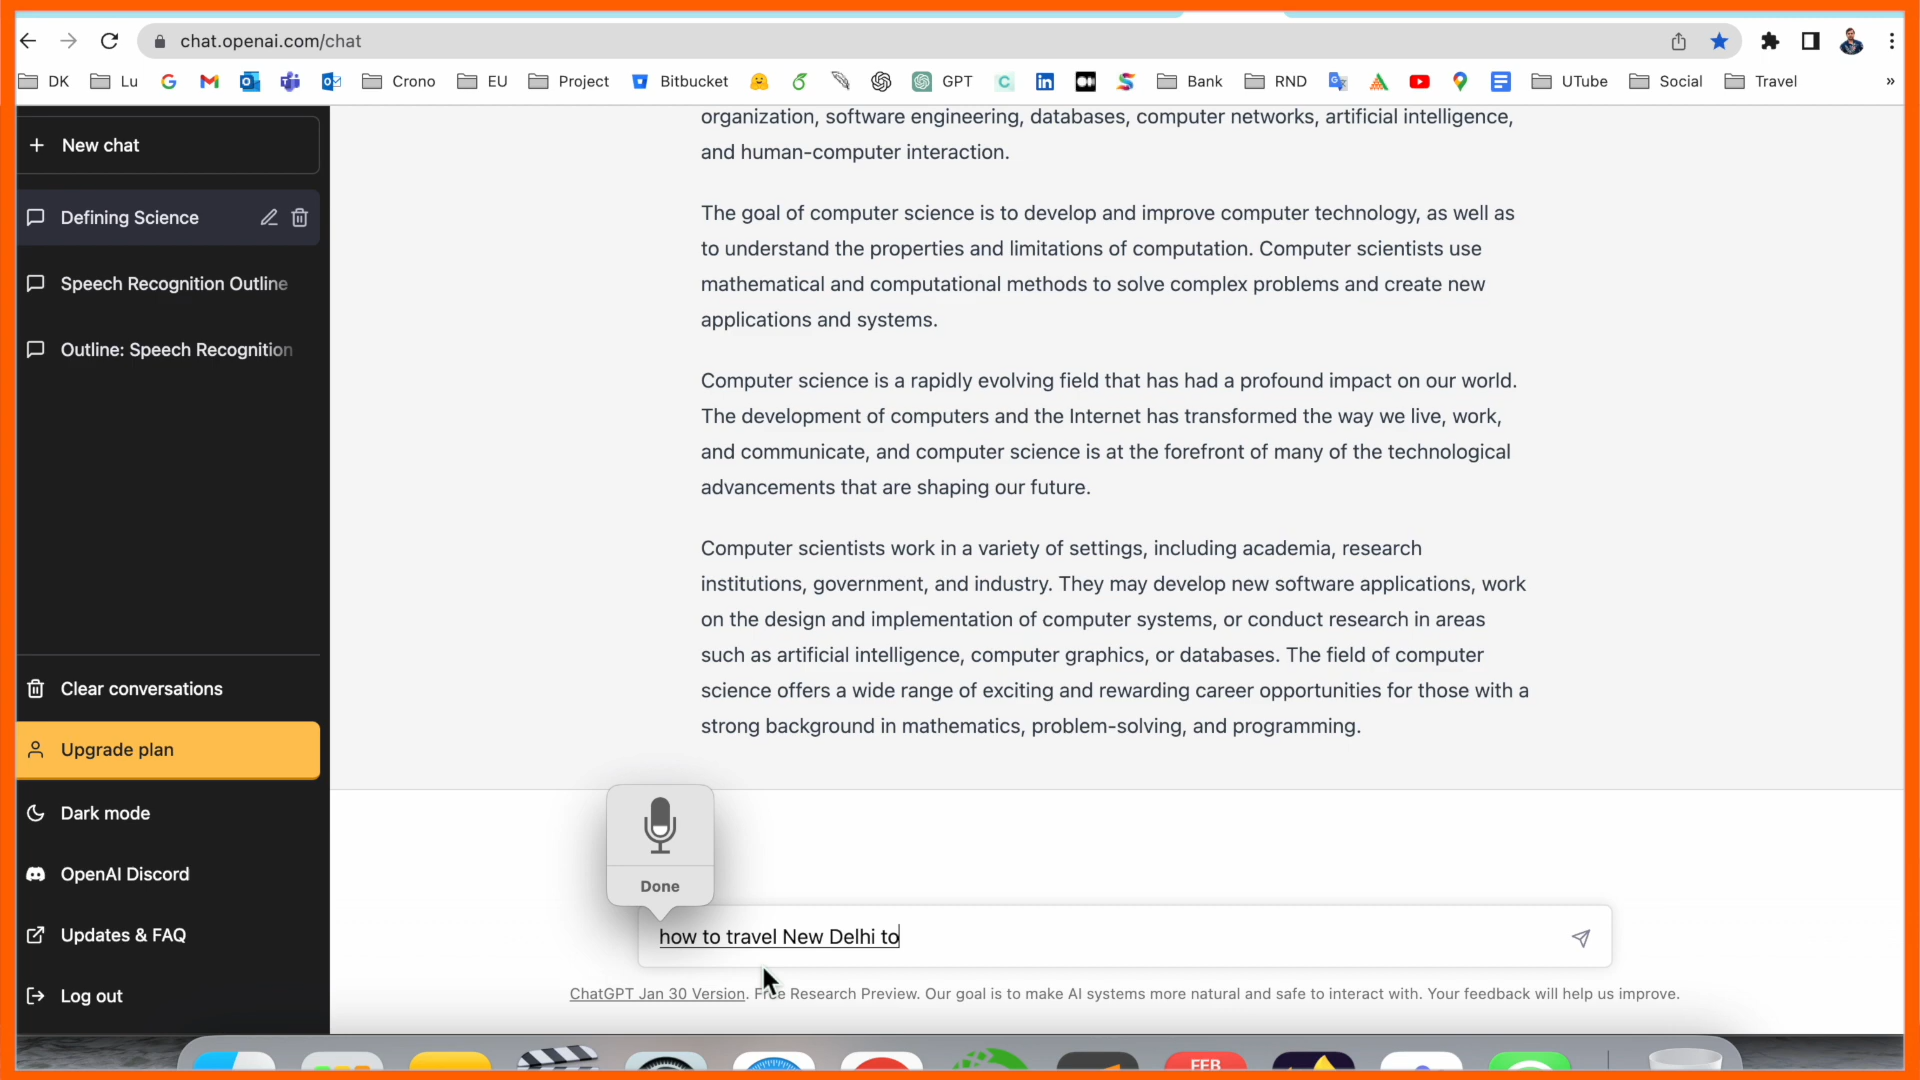 chat.openai.com/chat
DK Lu Crono EU Project Bitbucket GPT Bank RND UTube Social Travel »
New chat
Defining Science
Speech Recognition Outline
Outline: Speech Recognition
Clear conversations
Upgrade plan
Dark mode
OpenAI Discord
Updates & FAQ
Log out
organization, software engineering, databases, computer networks, artificial intelligence,
and human-computer interaction.
The goal of computer science is to develop and improve computer technology, as well as
to understand the properties and limitations of computation. Computer scientists use
mathematical and computational methods to solve complex problems and create new
applications and systems.
Computer science is a rapidly evolving field that has had a profound impact on our world.
The development of computers and the Internet has transformed the way we live, work,
and communicate, and computer science is at the forefront of many of the technological
advancements that are shaping our future.
Computer scientists work in a variety of settings, including academia, research
institutions, government, and industry. They may develop new software applications, work
on the design and implementation of computer systems, or conduct research in areas
such as artificial intelligence, computer graphics, or databases. The field of computer
science offers a wide range of exciting and rewarding career opportunities for those with a
strong background in mathematics, problem-solving, and programming.
Done
how to travel New Delhi to
ChatGPT Jan 30 Version. Free Research Preview. Our goal is to make AI systems more natural and safe to interact with. Your feedback will help us improve.
FEB